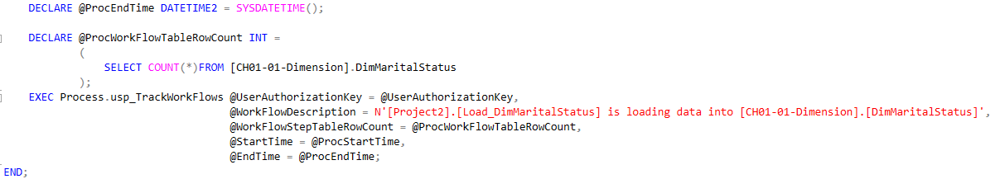 DECLARE @ProcEndTime DATETIME2 = SYSDATETIME();
DECLARE @ProcWorkFlowTableRowCount INT =
(
SELECT COUNT(*)FROM [CH01-01-Dimension].DimMaritalStatus
);
EXEC Process.usp_TrackWorkFlows @UserAuthorizationKey = @UserAuthorizationKey,
@WorkFlowDescription = N'[Project2].[Load_DimMaritalStatus] is loading data into [CH01-01-Dimension].[DimMaritalStatus]',
@WorkFlowStepTableRowCount = @ProcWorkFlowTableRowCount,
@StartTime = @ProcStartTime,
@EndTime = @ProcEndTime;
END;